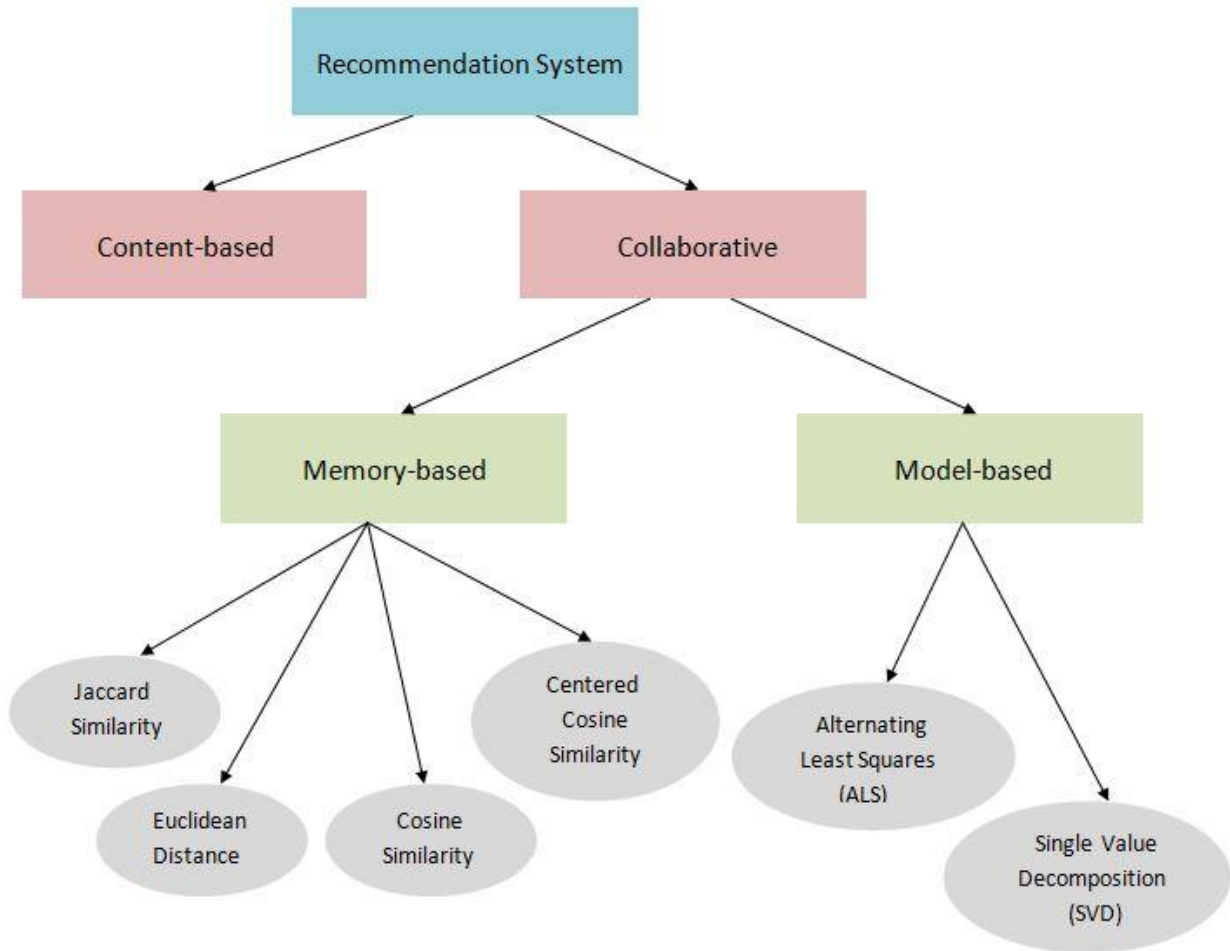 Recommendation System
Content-based
Collaborative
Memory-based
Model-based
Jaccard
Similarity
Euclidean
Distance
Cosine
Similarity
Centered
Cosine
Similarity
Alternating
Least Squares
(ALS)
Single Value
Decomposition
(SVD)